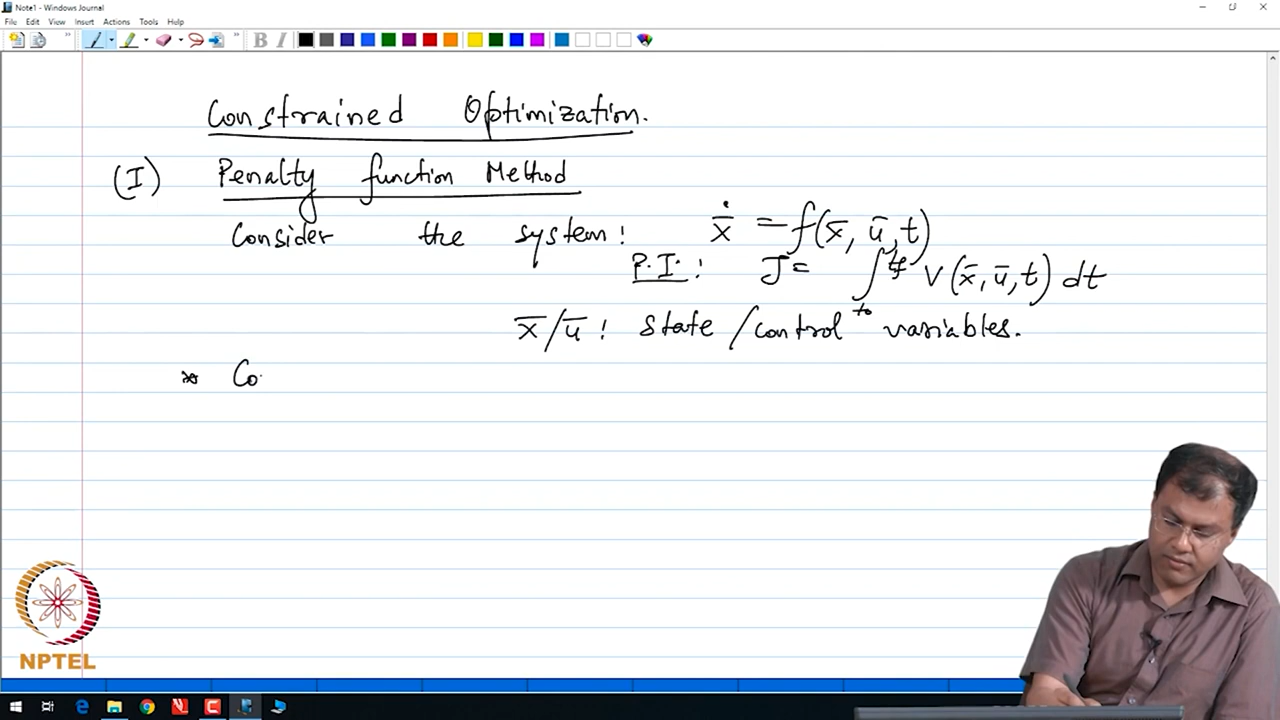 Note1 - Windows Journal
File Edit View Insert Actions Tools Help
B I
Constrained Optimization.
(I) Penalty function Method
Consider the system: ẋ̄ = f(x̄, ū, t)
P.I.: J = ∫_{t₀}^{t_f} V(x̄, ū, t) dt
x̄/ū: state/control variables.
* Co
NPTEL